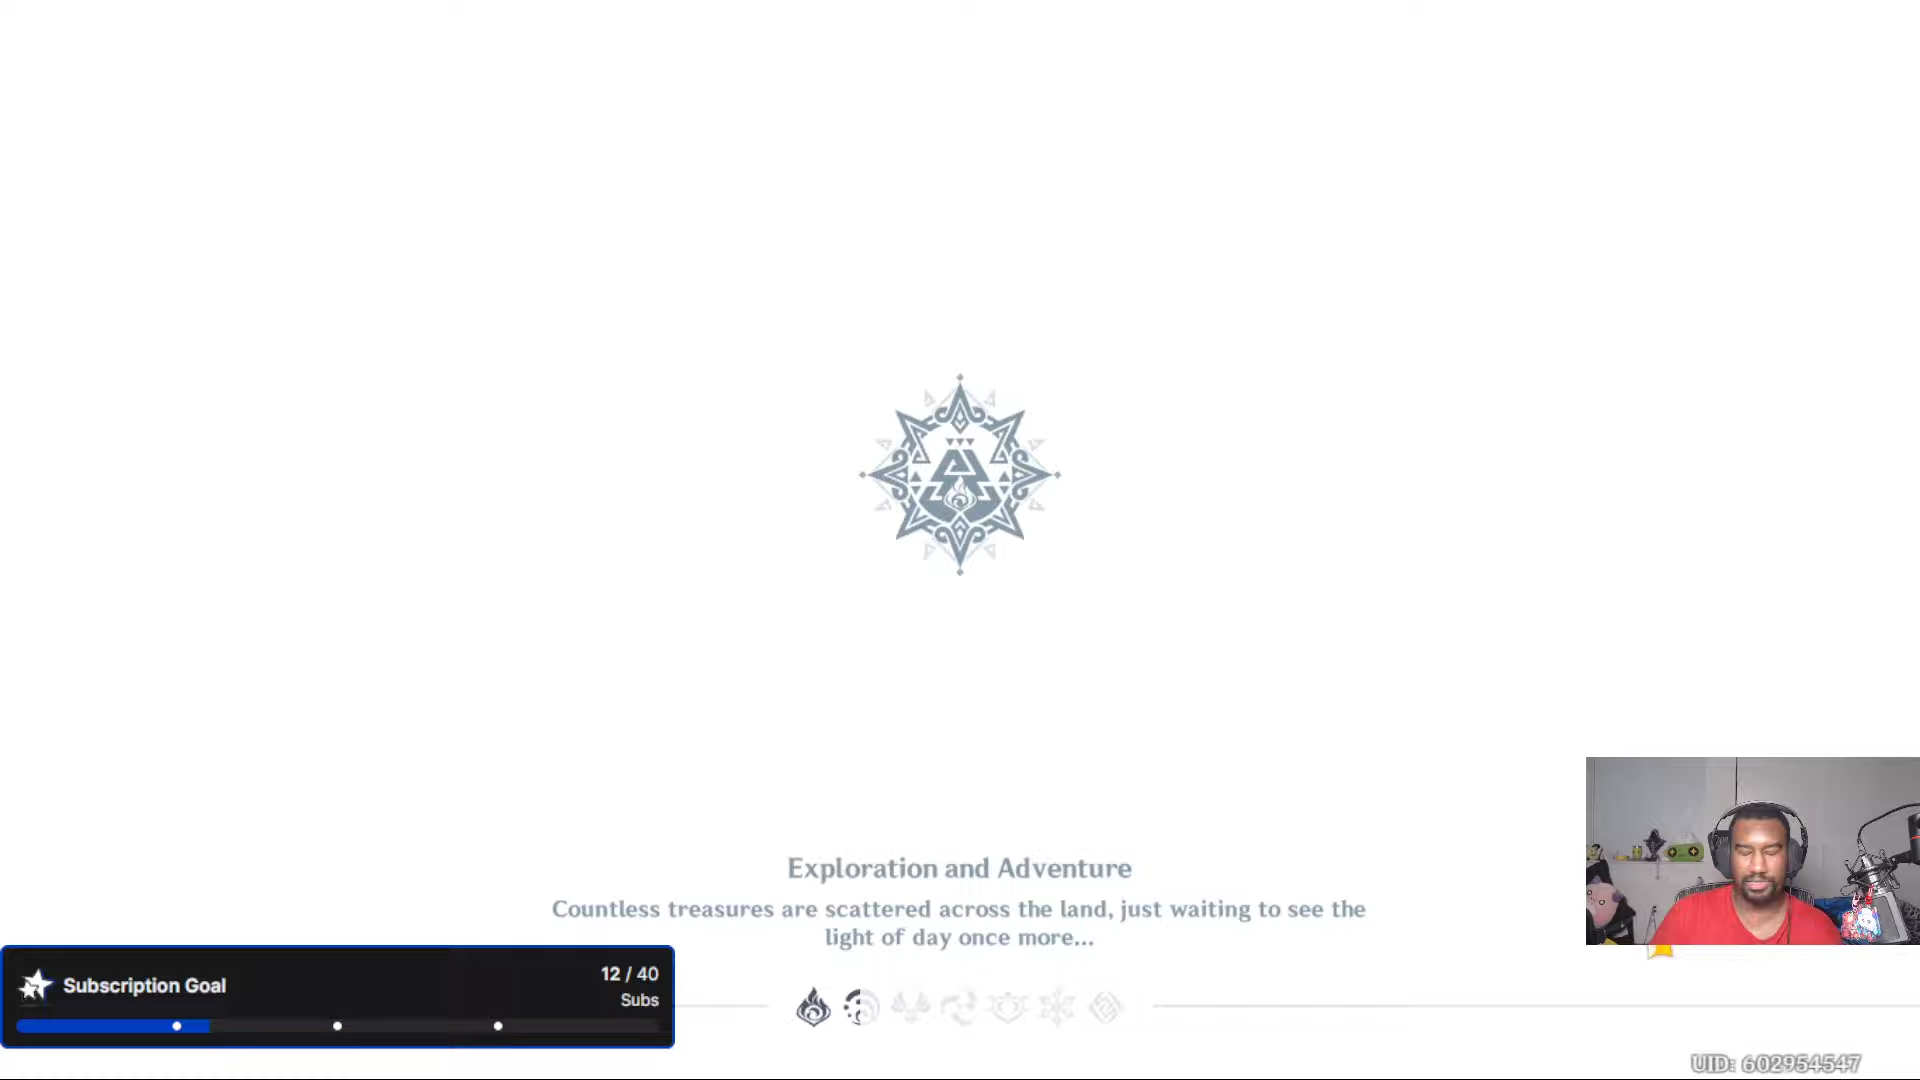 Exploration and Adventure
Countless treasures are scattered across the land, just waiting to see the
light of day once more...
Subscription Goal
12 / 40
Subs
UID: 602954547